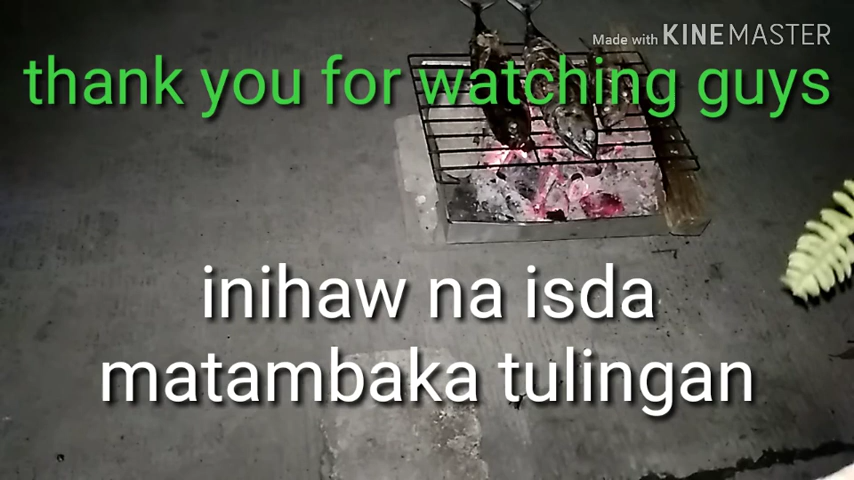 Made with KINEMASTER
thank you for watching guys
inihaw na isda
matambaka tulingan